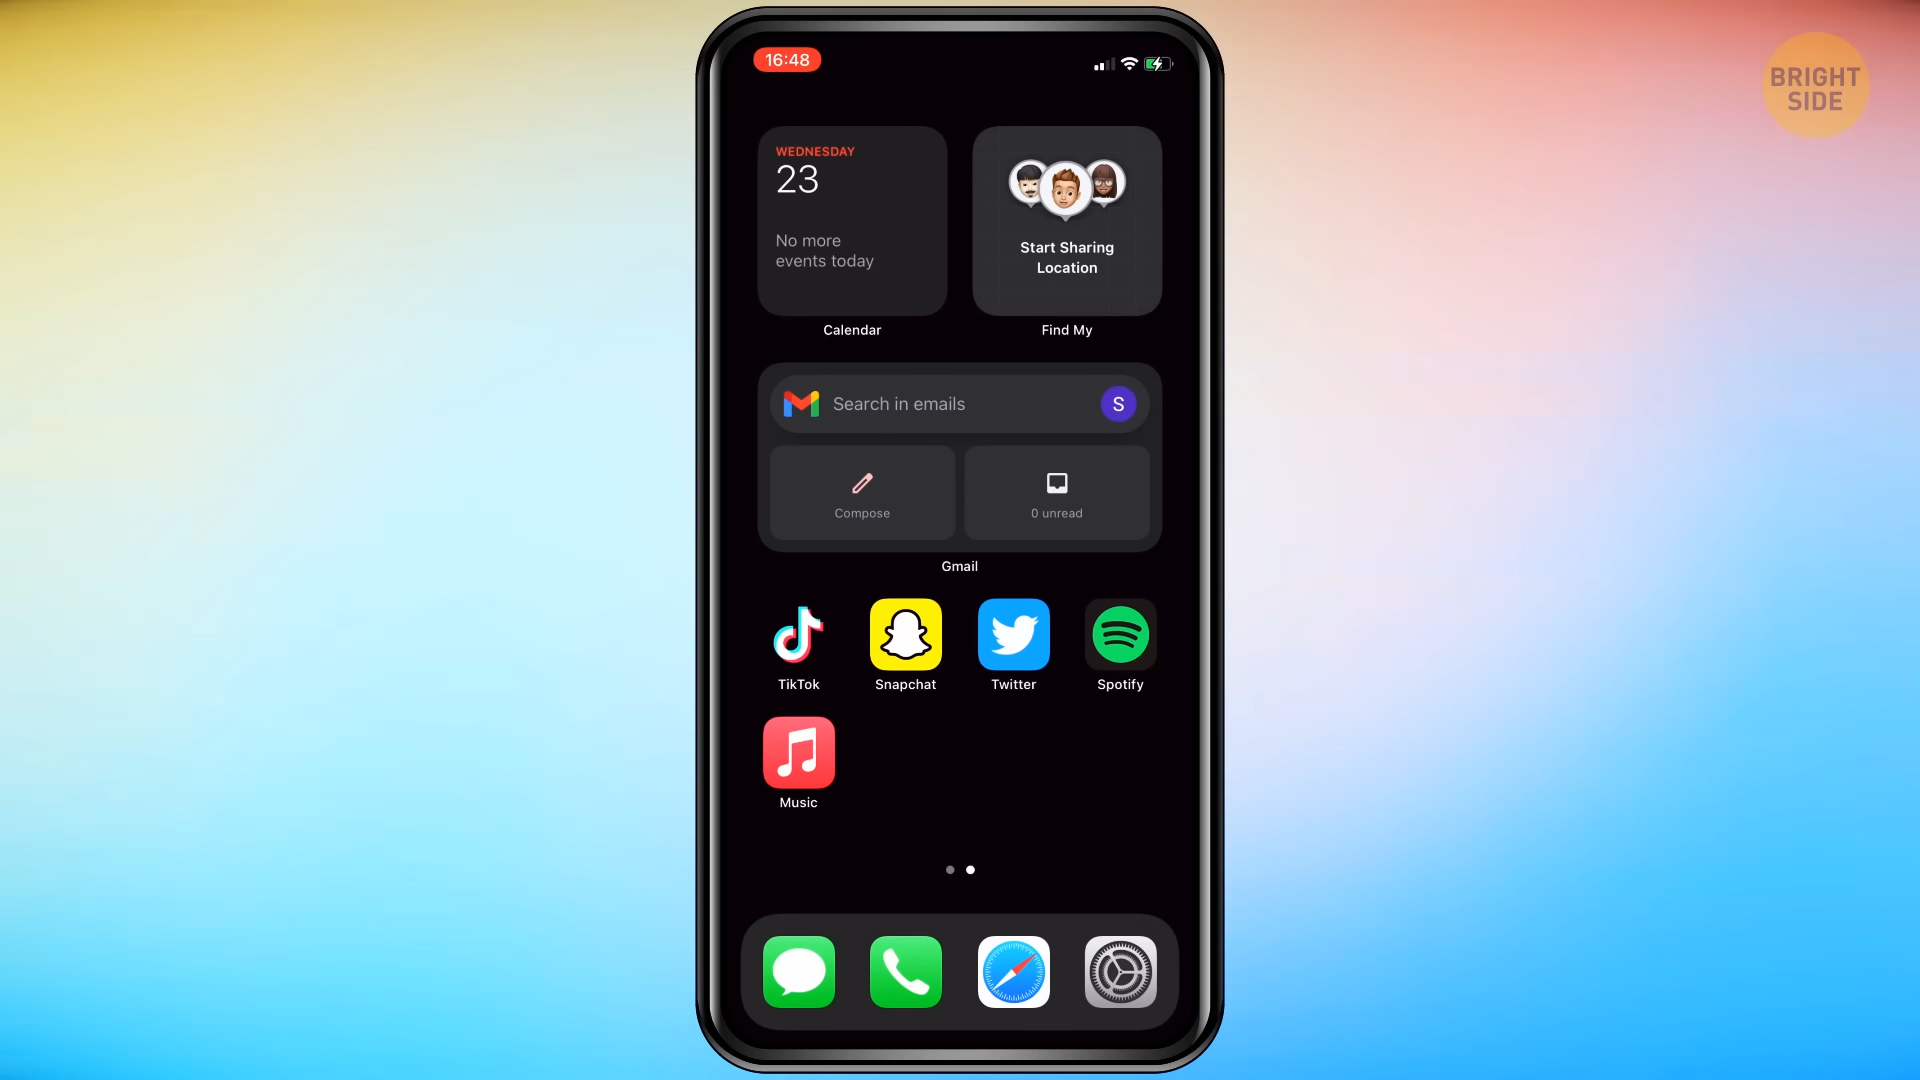 16:48
BRIGHT
SIDE
WEDNESDAY
23
No more
events today
Calendar
Start Sharing
Location
Find My
Search in emails
S
Compose
0 unread
Gmail
TikTok
Snapchat
Twitter
Spotify
Music